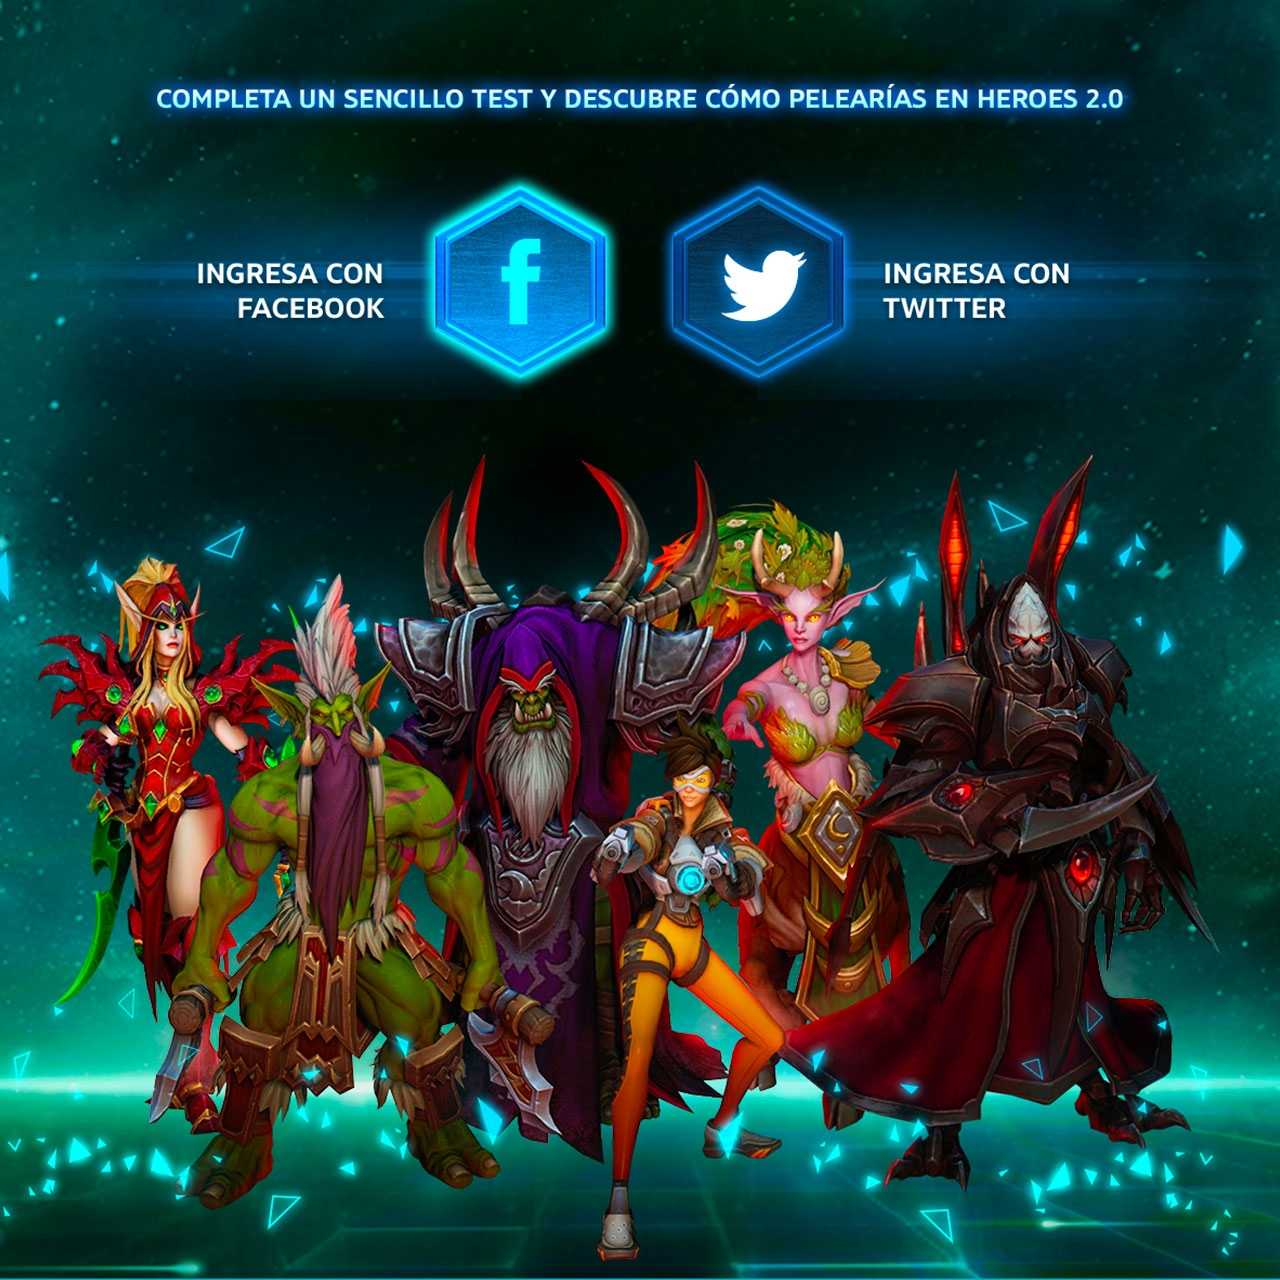 COMPLETA UN SENCILLO TEST Y DESCUBRE CÓMO PELEARÍAS EN HEROES 2.0
INGRESA CON
FACEBOOK
INGRESA CON
TWITTER